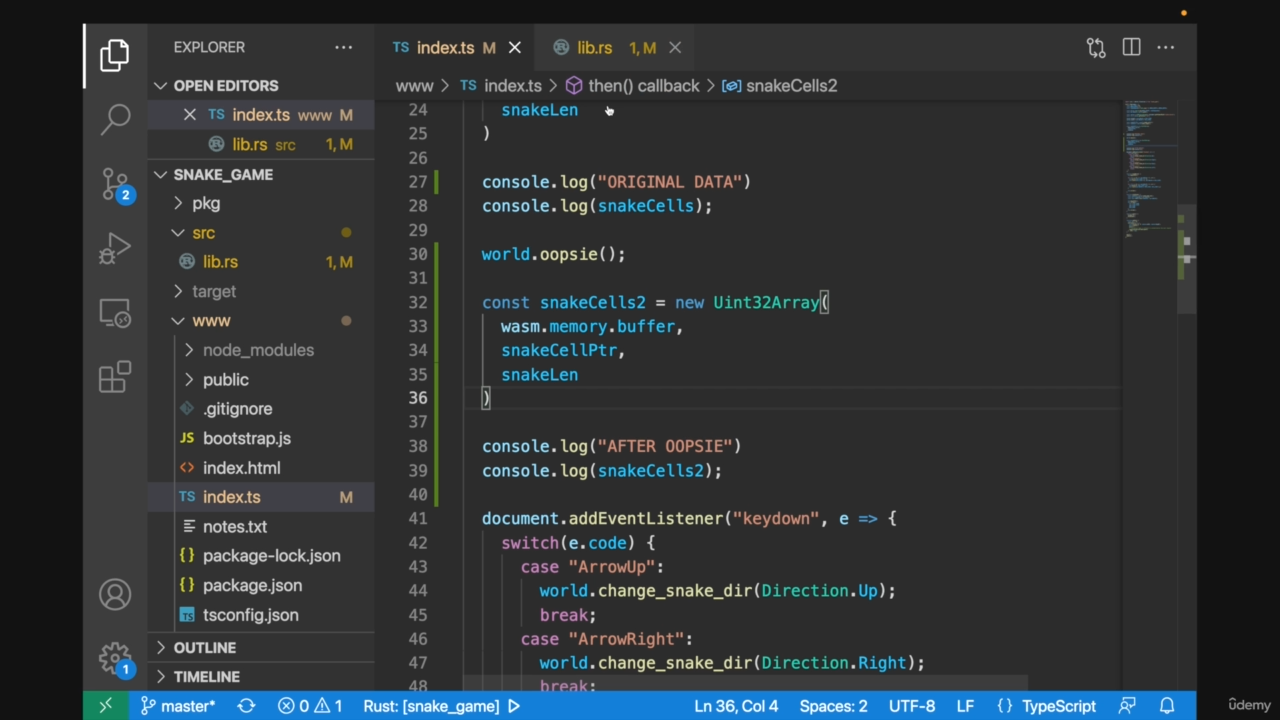 EXPLORER
OPEN EDITORS
TS index.ts www M
lib.rs src 1, M
SNAKE_GAME
pkg
src
lib.rs 1, M
target
www
node_modules
public
.gitignore
JS bootstrap.js
<> index.html
TS index.ts M
notes.txt
{} package-lock.json
{} package.json
TS tsconfig.json
OUTLINE
TIMELINE
2
1
TS index.ts M
lib.rs 1, M
www > TS index.ts > then() callback > snakeCells2
24 snakeLen
25 )
26
27 console.log("ORIGINAL DATA")
28 console.log(snakeCells);
29
30 world.oopsie();
31
32 const snakeCells2 = new Uint32Array(
33 wasm.memory.buffer,
34 snakeCellPtr,
35 snakeLen
36 )
37
38 console.log("AFTER OOPSIE")
39 console.log(snakeCells2);
40
41 document.addEventListener("keydown", e => {
42 switch(e.code) {
43 case "ArrowUp":
44 world.change_snake_dir(Direction.Up);
45 break;
46 case "ArrowRight":
47 world.change_snake_dir(Direction.Right);
48 break;
master* 0 1 Rust: [snake_game] Ln 36, Col 4 Spaces: 2 UTF-8 LF {} TypeScript
ûdemy